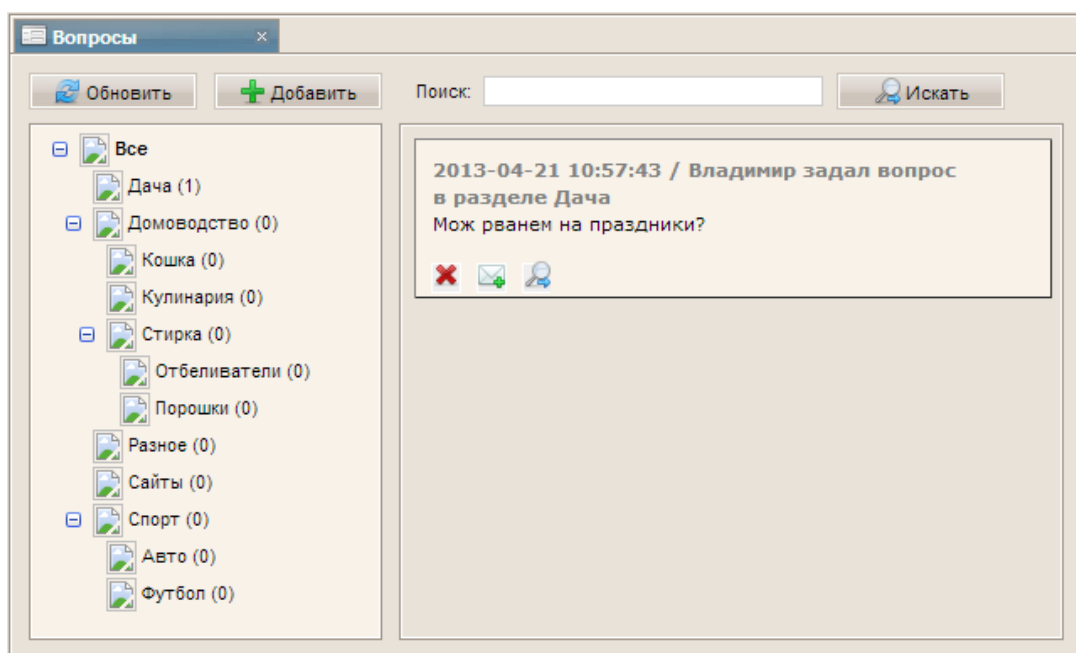 Вопросы
Обновить
Добавить
Поиск:
Искать
Все
Дача (1)
Домоводство (0)
Кошка (0)
Кулинария (0)
Стирка (0)
Отбеливатели (0)
Порошки (0)
Разное (0)
Сайты (0)
Спорт (0)
Авто (0)
Футбол (0)
2013-04-21 10:57:43 / Владимир задал вопрос
в разделе Дача
Мож рванем на праздники?